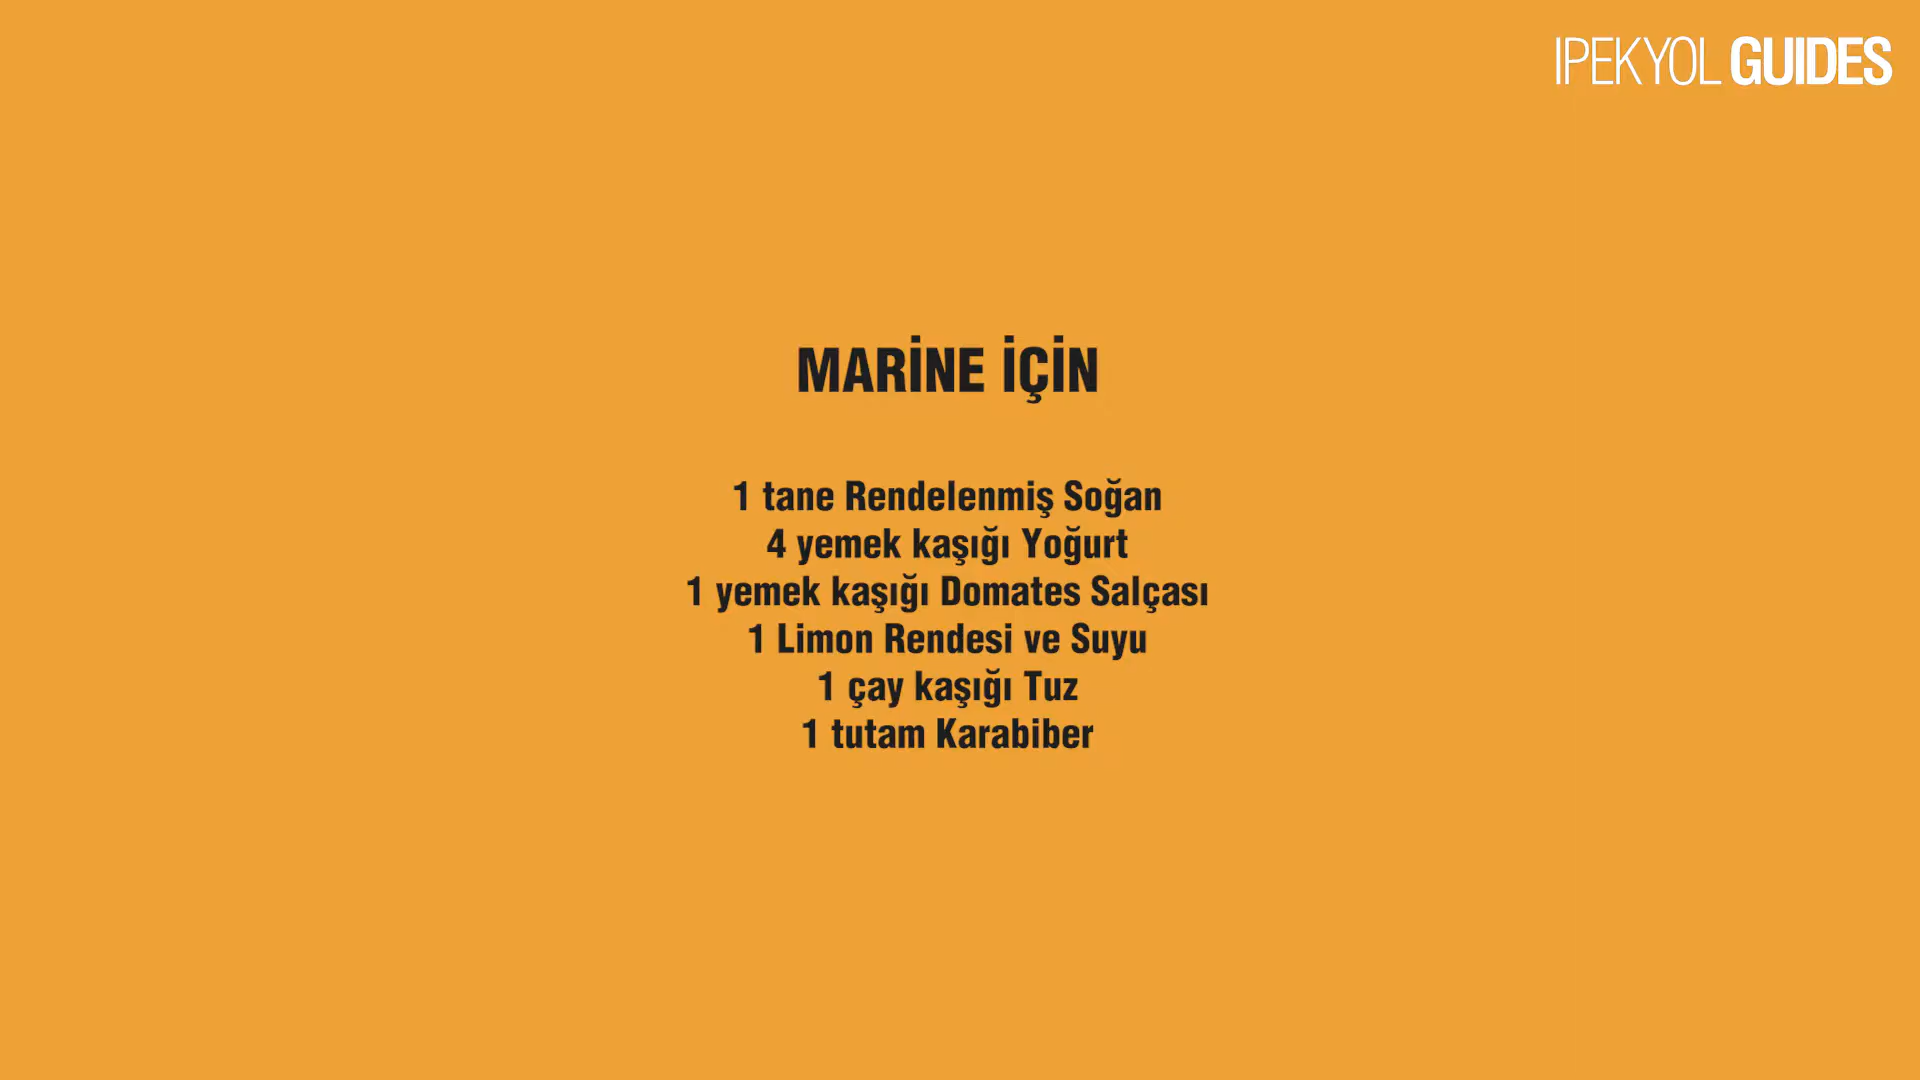 IPEKYOL GUIDES
MARİNE İÇİN
1 tane Rendelenmiş Soğan
4 yemek kaşığı Yoğurt
1 yemek kaşığı Domates Salçası
1 Limon Rendesi ve Suyu
1 çay kaşığı Tuz
1 tutam Karabiber